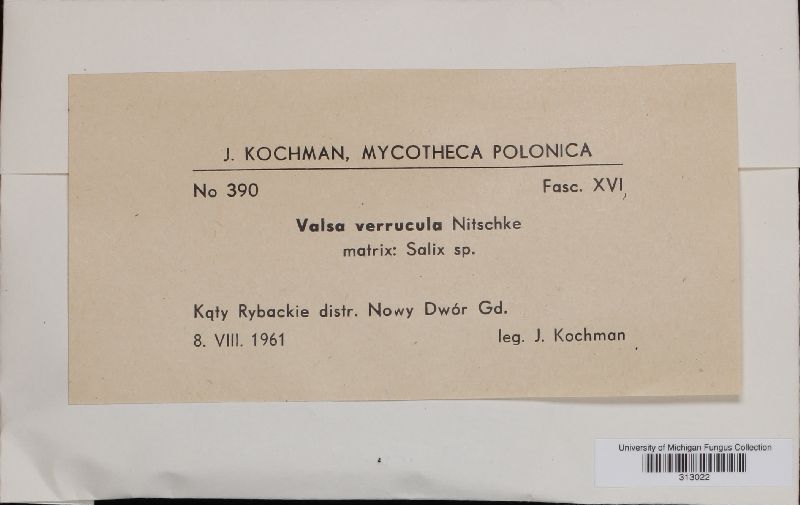 J. KOCHMAN, MYCOTHECA POLONICA
No 390 Fasc. XVI,
Valsa verrucula Nitschke
matrix: Salix sp.
Kąty Rybackie distr. Nowy Dwór Gd.
8. VIII. 1961 leg. J. Kochman
University of Michigan Fungus Collection
313022